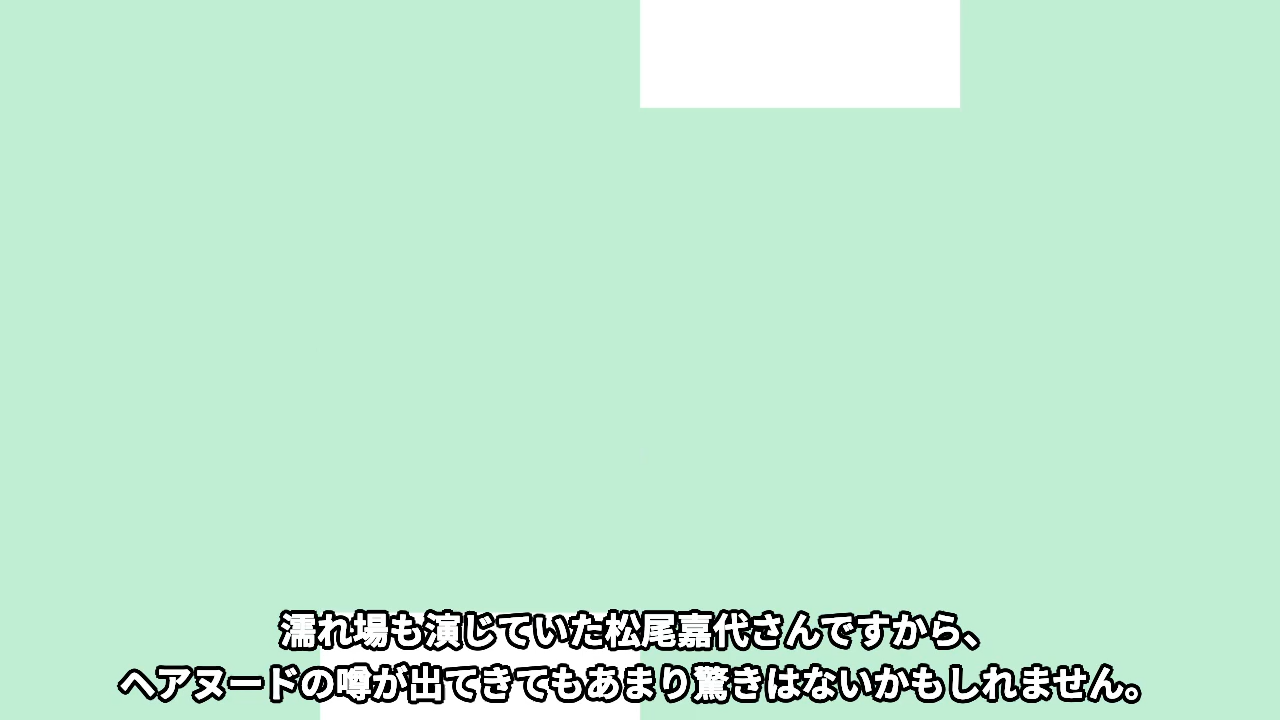 濡れ場も演じていた松尾嘉代さんですから、
ヘアヌードの噂が出てきてもあまり驚きはないかもしれません。